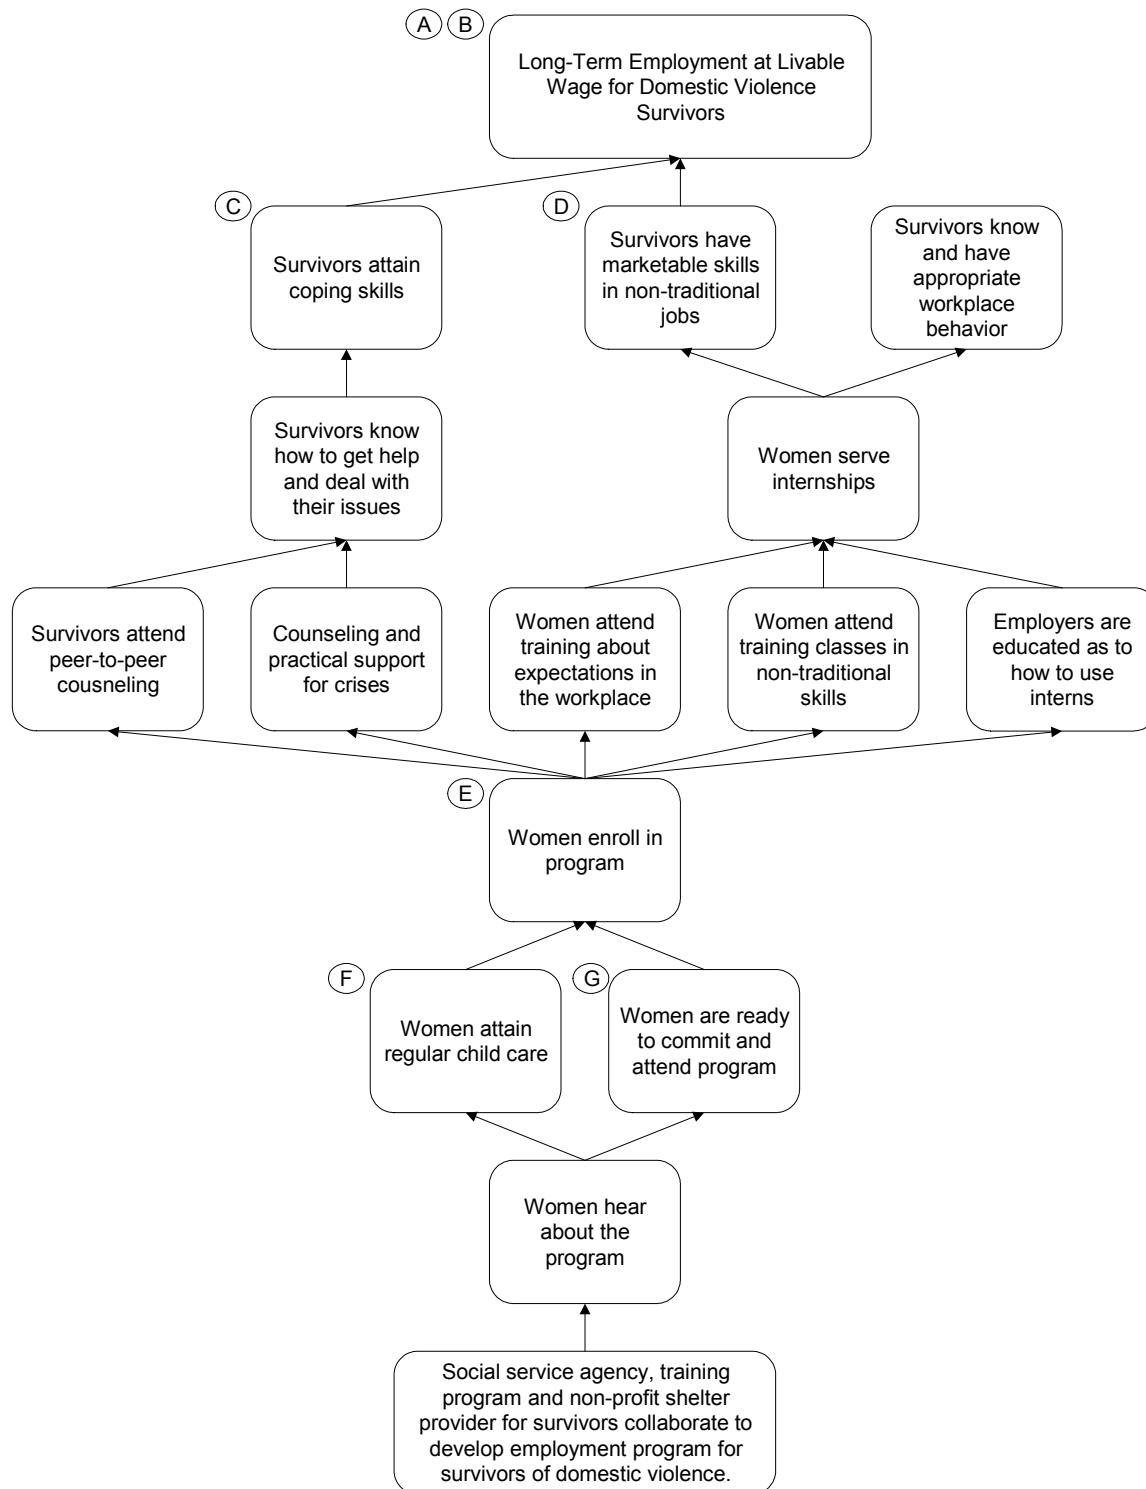 A B
Long-Term Employment at Livable
Wage for Domestic Violence
Survivors
C
Survivors attain
coping skills
D
Survivors have
marketable skills
in non-traditional
jobs
Survivors know
and have
appropriate
workplace
behavior
Survivors know
how to get help
and deal with
their issues
Women serve
internships
Survivors attend
peer-to-peer
cousneling
Counseling and
practical support
for crises
Women attend
training about
expectations in
the workplace
Women attend
training classes in
non-traditional
skills
Employers are
educated as to
how to use
interns
E
Women enroll in
program
F
Women attain
regular child care
G
Women are ready
to commit and
attend program
Women hear
about the
program
Social service agency, training
program and non-profit shelter
provider for survivors collaborate to
develop employment program for
survivors of domestic violence.